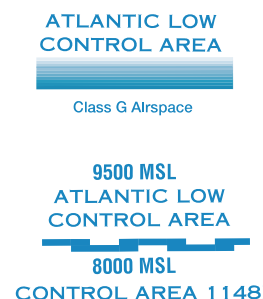 ATLANTIC LOW
CONTROL AREA
Class G AIrspace
9500 MSL
ATLANTIC LOW
CONTROL AREA
8000 MSL
CONTROL AREA 1148